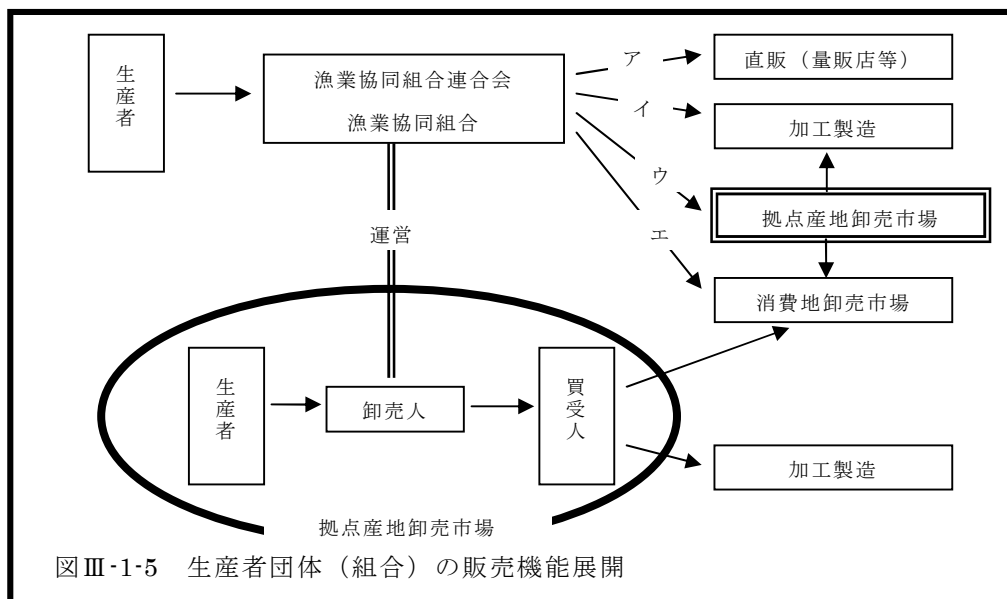 生産者
漁業協同組合連合会
漁業協同組合
ア
イ
ウ
エ
直販（量販店等）
加工製造
拠点産地卸売市場
消費地卸売市場
運営
生産者
卸売人
買受人
加工製造
拠点産地卸売市場
図Ⅲ-1-5 生産者団体（組合）の販売機能展開